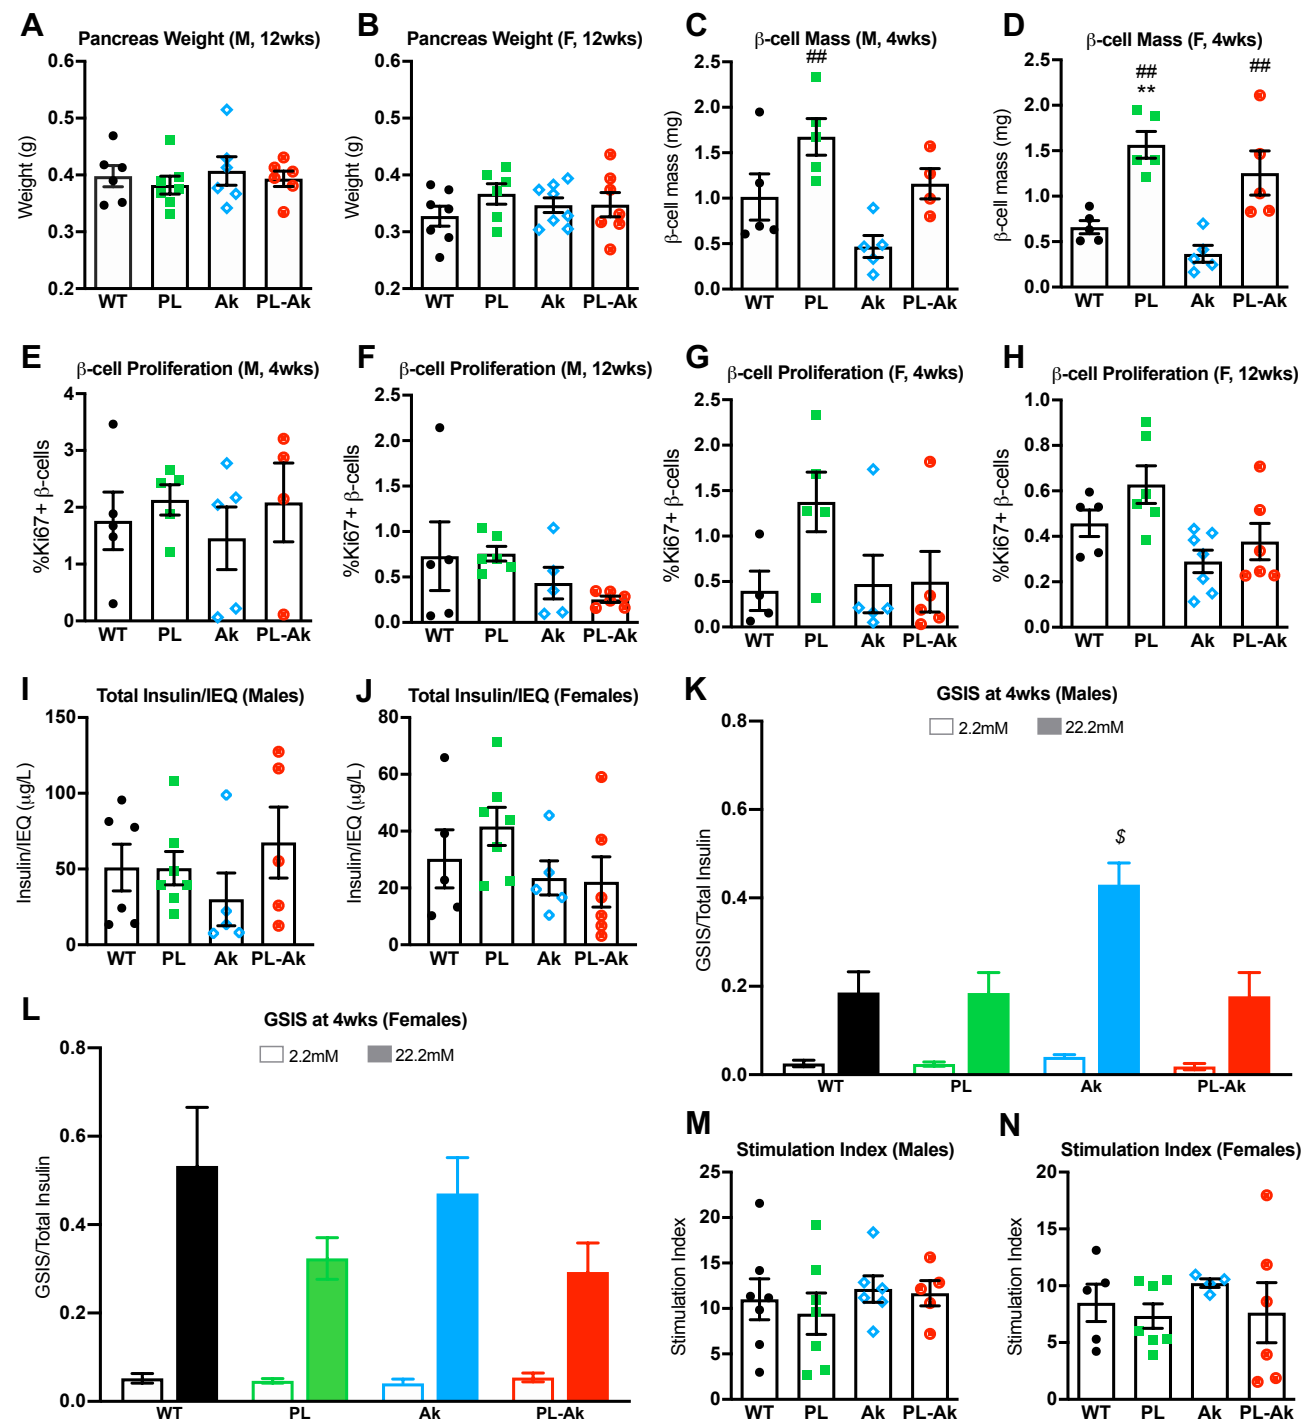 A
Pancreas Weight (M, 12wks)
Weight (g)
0.6
0.5
0.4
0.3
0.2
WT PL Ak PL-Ak
B
Pancreas Weight (F, 12wks)
Weight (g)
0.6
0.5
0.4
0.3
0.2
WT PL Ak PL-Ak
C
β-cell Mass (M, 4wks)
β-cell mass (mg)
2.5
2.0
1.5
1.0
0.5
0.0
##
WT PL Ak PL-Ak
D
β-cell Mass (F, 4wks)
β-cell mass (mg)
2.5
2.0
1.5
1.0
0.5
0.0
##
**
##
WT PL Ak PL-Ak
E
β-cell Proliferation (M, 4wks)
%Ki67+ β-cells
4
3
2
1
0
WT PL Ak PL-Ak
F
β-cell Proliferation (M, 12wks)
%Ki67+ β-cells
2.5
2.0
1.5
1.0
0.5
0.0
WT PL Ak PL-Ak
G
β-cell Proliferation (F, 4wks)
%Ki67+ β-cells
2.5
2.0
1.5
1.0
0.5
0.0
WT PL Ak PL-Ak
H
β-cell Proliferation (F, 12wks)
%Ki67+ β-cells
1.0
0.8
0.6
0.4
0.2
0.0
WT PL Ak PL-Ak
I
Total Insulin/IEQ (Males)
Insulin/IEQ (μg/L)
150
100
50
0
WT PL Ak PL-Ak
J
Total Insulin/IEQ (Females)
Insulin/IEQ (μg/L)
80
60
40
20
0
WT PL Ak PL-Ak
K
GSIS at 4wks (Males)
2.2mM 22.2mM
GSIS/Total Insulin
0.8
0.6
0.4
0.2
0.0
$
WT PL Ak PL-Ak
L
GSIS at 4wks (Females)
2.2mM 22.2mM
GSIS/Total Insulin
0.8
0.6
0.4
0.2
0.0
WT PL Ak PL-Ak
M
Stimulation Index (Males)
Stimulation Index
25
20
15
10
5
0
WT PL Ak PL-Ak
N
Stimulation Index (Females)
Stimulation Index
20
15
10
5
0
WT PL Ak PL-Ak